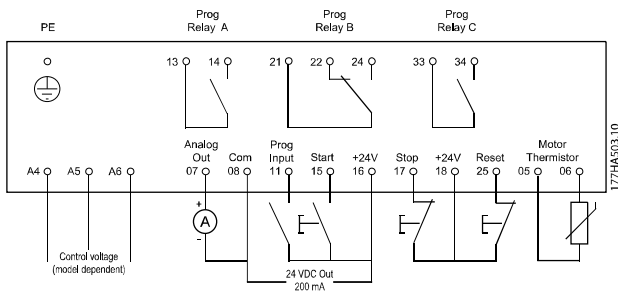 PE
Prog
Relay A
Prog
Relay B
Prog
Relay C
13 14 21 22 24 33 34
Analog
Out
Com
Prog
Input
Start
+24V
Stop
+24V
Reset
Motor
Thermistor
A4 A5 A6 07 08 11 15 16 17 18 25 05 06
+
A
-
Control voltage
(model dependent)
24 VDC Out
200 mA
177HA503.10